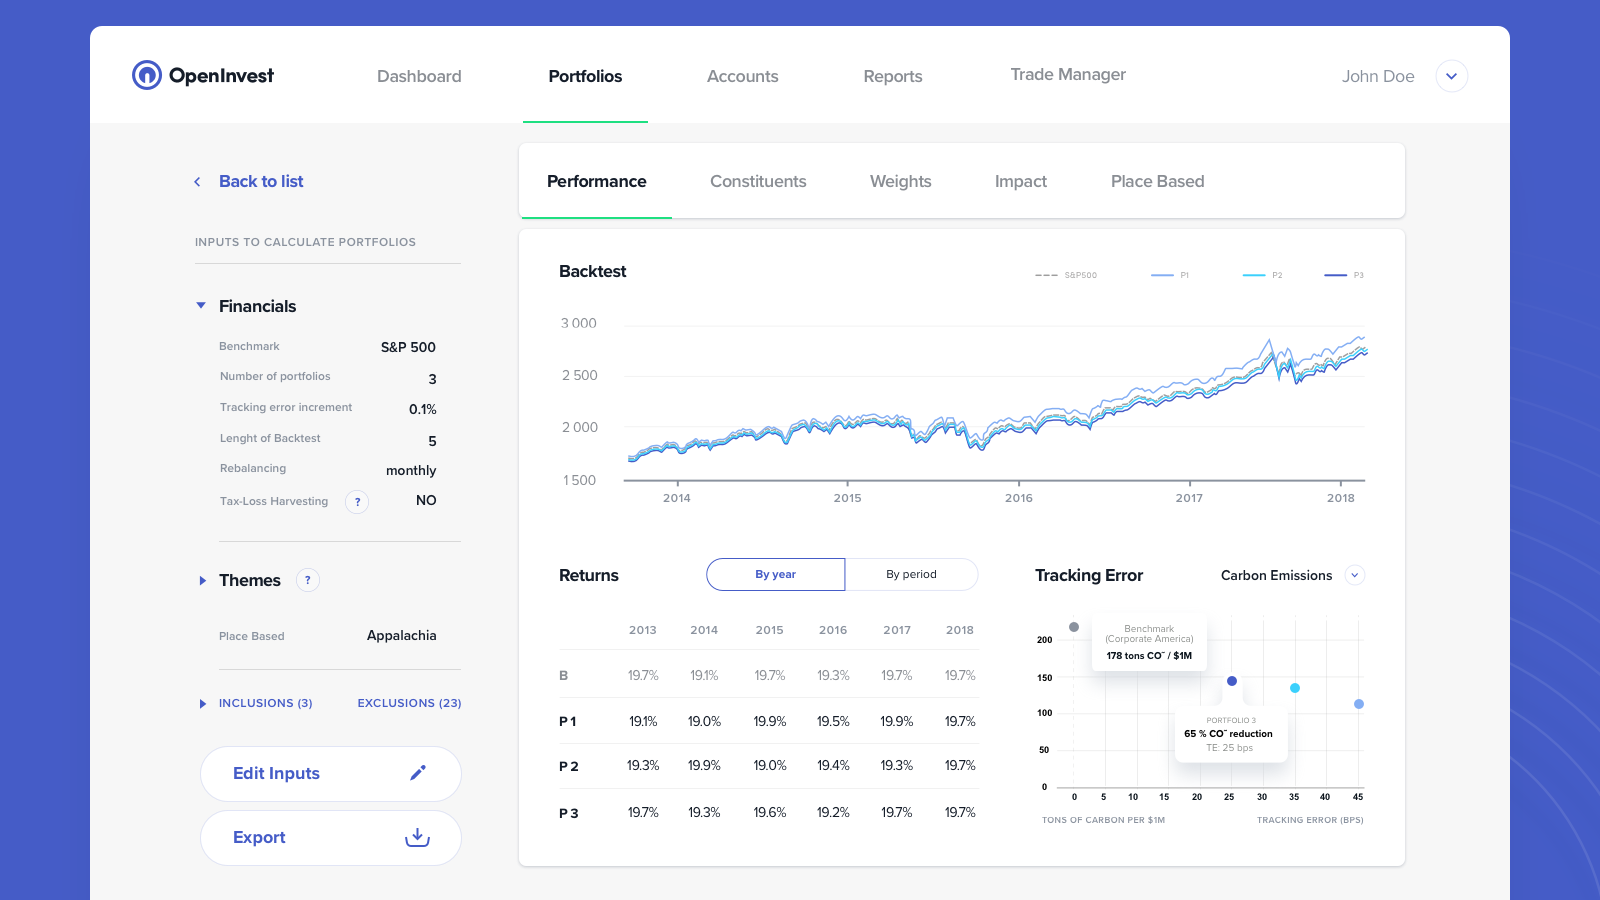 OpenInvest
Dashboard
Portfolios
Accounts
Reports
Trade Manager
John Doe
Back to list
INPUTS TO CALCULATE PORTFOLIOS
Financials
Benchmark S&P 500
Number of portfolios 3
Tracking error increment 0.1%
Lenght of Backtest 5
Rebalancing monthly
Tax-Loss Harvesting ? NO
Themes ?
Place Based Appalachia
INCLUSIONS (3) EXCLUSIONS (23)
Edit Inputs
Export
Performance
Constituents
Weights
Impact
Place Based
Backtest
S&P500 P1 P2 P3
3 000
2 500
2 000
1 500
2014 2015 2016 2017 2018
Returns
By year By period
2013 2014 2015 2016 2017 2018
B 19.7% 19.1% 19.7% 19.3% 19.7% 19.7%
P 1 19.1% 19.0% 19.9% 19.5% 19.9% 19.7%
P 2 19.3% 19.9% 19.0% 19.4% 19.3% 19.7%
P 3 19.7% 19.3% 19.6% 19.2% 19.7% 19.7%
Tracking Error
Carbon Emissions
200
150
100
50
0
Benchmark
(Corporate America)
178 tons CO⁻ / $1M
PORTFOLIO 3
65 % CO⁻ reduction
TE: 25 bps
0 5 10 15 20 25 30 35 40 45
TONS OF CARBON PER $1M
TRACKING ERROR (BPS)